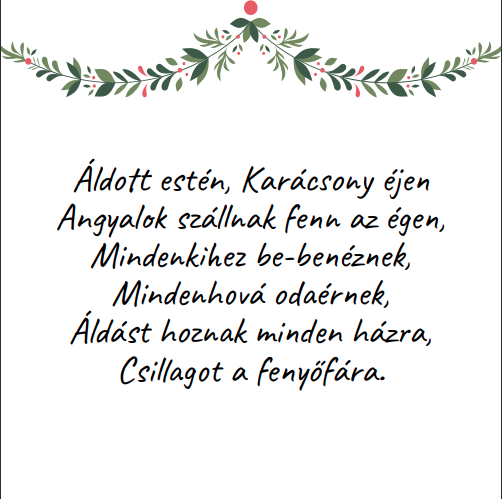 Áldott estén, Karácsony éjen
Angyalok szállnak fenn az égen,
Mindenkihez be-benéznek,
Mindenhová odaérnek,
Áldást hoznak minden házra,
Csillagot a fenyőfára.